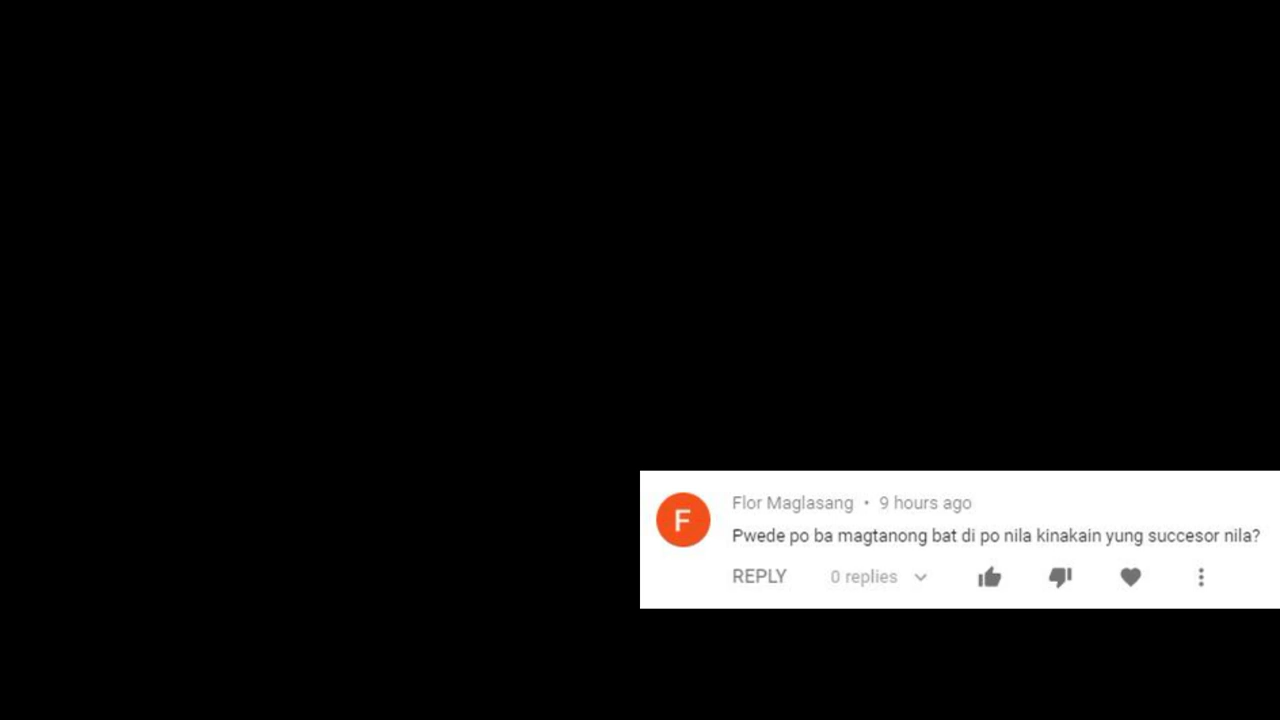 Flor Maglasang • 9 hours ago
Pwede po ba magtanong bat di po nila kinakain yung succesor nila?
REPLY 0 replies
F